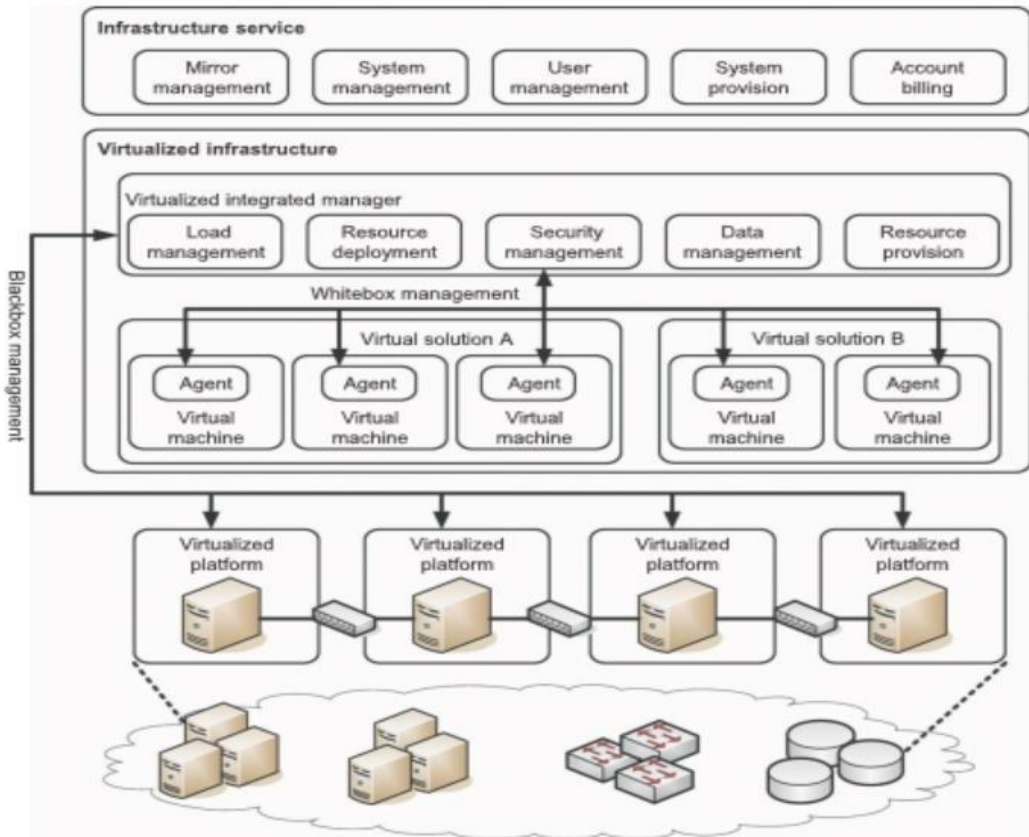 Infrastructure service
Mirror management
System management
User management
System provision
Account billing
Virtualized infrastructure
Virtualized integrated manager
Load management
Resource deployment
Security management
Data management
Resource provision
Blackbox management
Whitebox management
Virtual solution A
Virtual solution B
Agent
Agent
Agent
Agent
Agent
Virtual machine
Virtual machine
Virtual machine
Virtual machine
Virtual machine
Virtualized platform
Virtualized platform
Virtualized platform
Virtualized platform